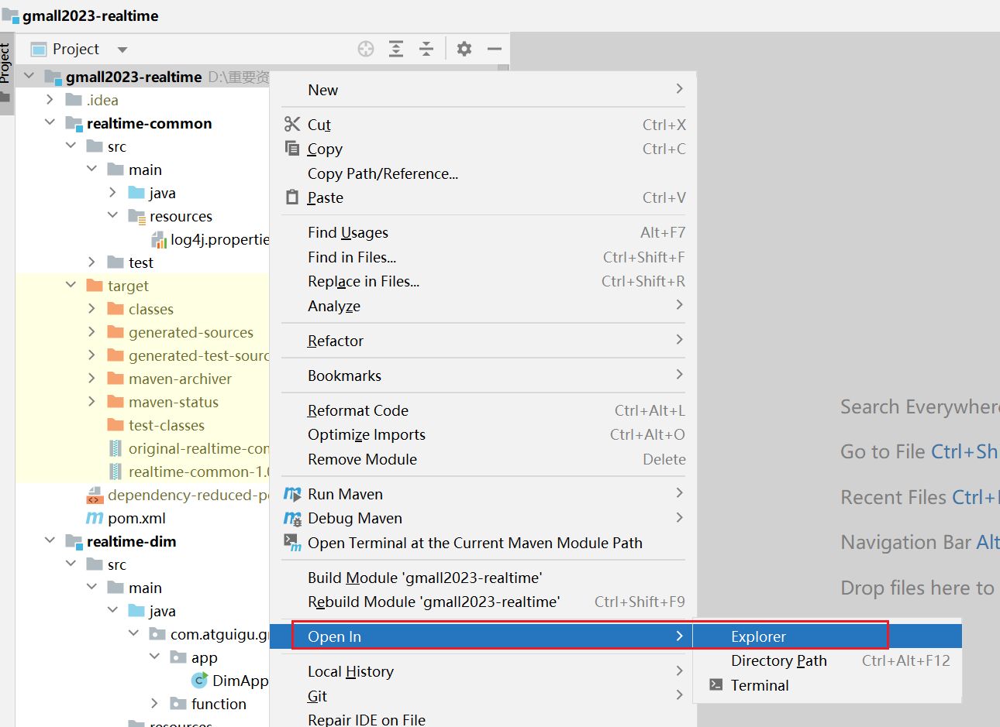 gmall2023-realtime
Project
Project
gmall2023-realtime D:\重要资
.idea
realtime-common
src
main
java
resources
log4j.propertie
test
target
classes
generated-sources
generated-test-sourc
maven-archiver
maven-status
test-classes
original-realtime-con
realtime-common-1.0
dependency-reduced-po
pom.xml
realtime-dim
src
main
java
com.atguigu.gr
app
DimApp
function
resources
New
Cut Ctrl+X
Copy Ctrl+C
Copy Path/Reference...
Paste Ctrl+V
Find Usages Alt+F7
Find in Files... Ctrl+Shift+F
Replace in Files... Ctrl+Shift+R
Analyze
Refactor
Bookmarks
Reformat Code Ctrl+Alt+L
Optimize Imports Ctrl+Alt+O
Remove Module Delete
Run Maven
Debug Maven
Open Terminal at the Current Maven Module Path
Build Module 'gmall2023-realtime'
Rebuild Module 'gmall2023-realtime' Ctrl+Shift+F9
Open In
Local History
Git
Repair IDE on File
Explorer
Directory Path Ctrl+Alt+F12
Terminal
Search Everywhere
Go to File Ctrl+Sh
Recent Files Ctrl+
Navigation Bar Alt
Drop files here to